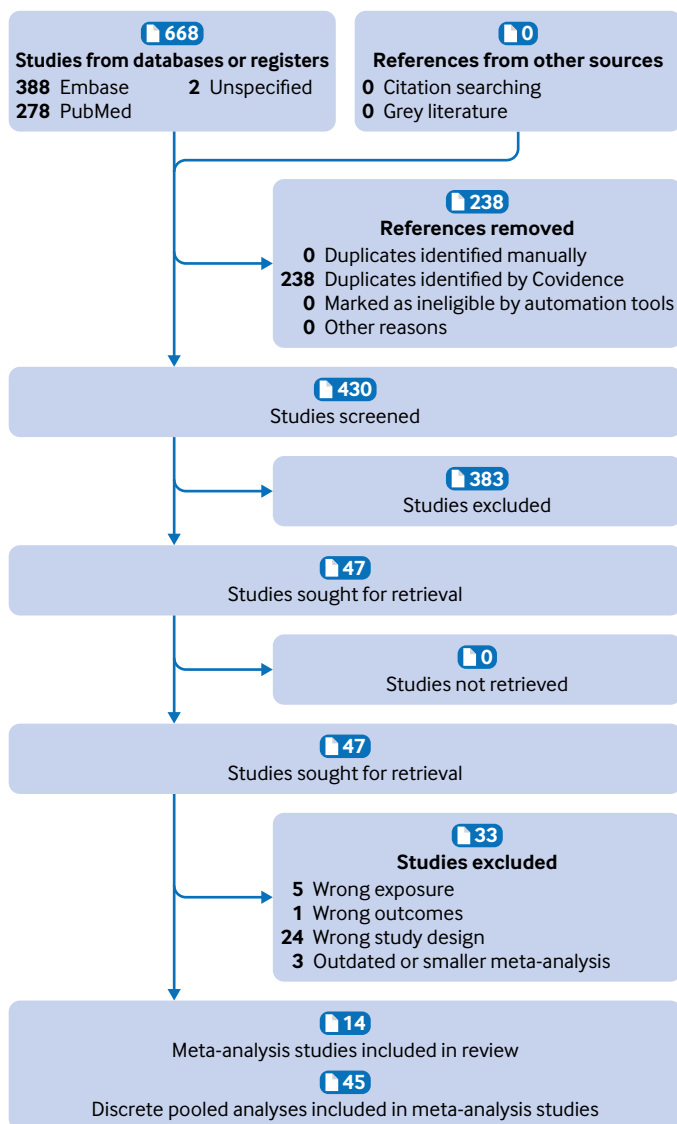 668
Studies from databases or registers
388 Embase 2 Unspecified
278 PubMed
0
References from other sources
0 Citation searching
0 Grey literature
238
References removed
0 Duplicates identified manually
238 Duplicates identified by Covidence
0 Marked as ineligible by automation tools
0 Other reasons
430
Studies screened
383
Studies excluded
47
Studies sought for retrieval
0
Studies not retrieved
47
Studies sought for retrieval
33
Studies excluded
5 Wrong exposure
1 Wrong outcomes
24 Wrong study design
3 Outdated or smaller meta-analysis
14
Meta-analysis studies included in review
45
Discrete pooled analyses included in meta-analysis studies